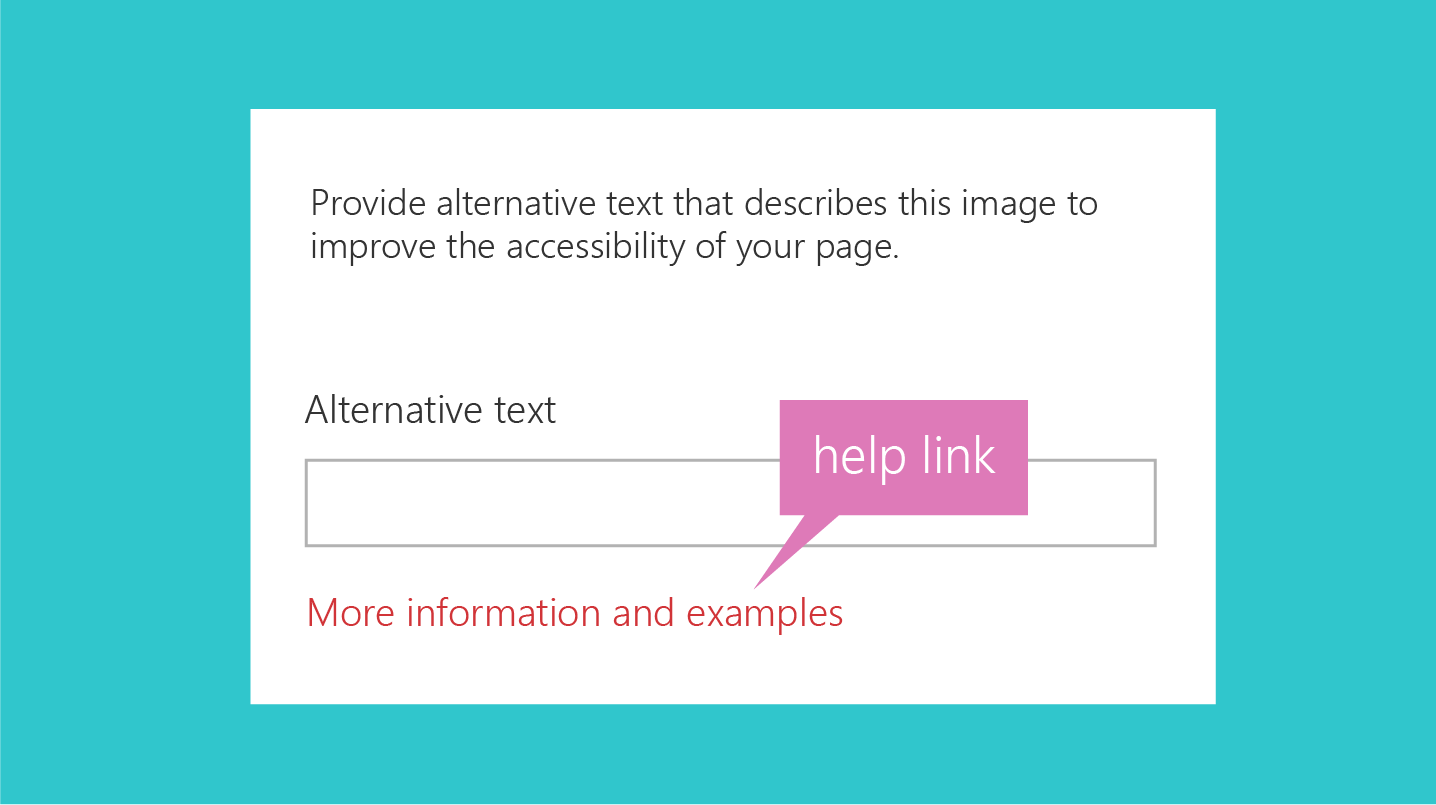 Provide alternative text that describes this image to
improve the accessibility of your page.
Alternative text
help link
More information and examples